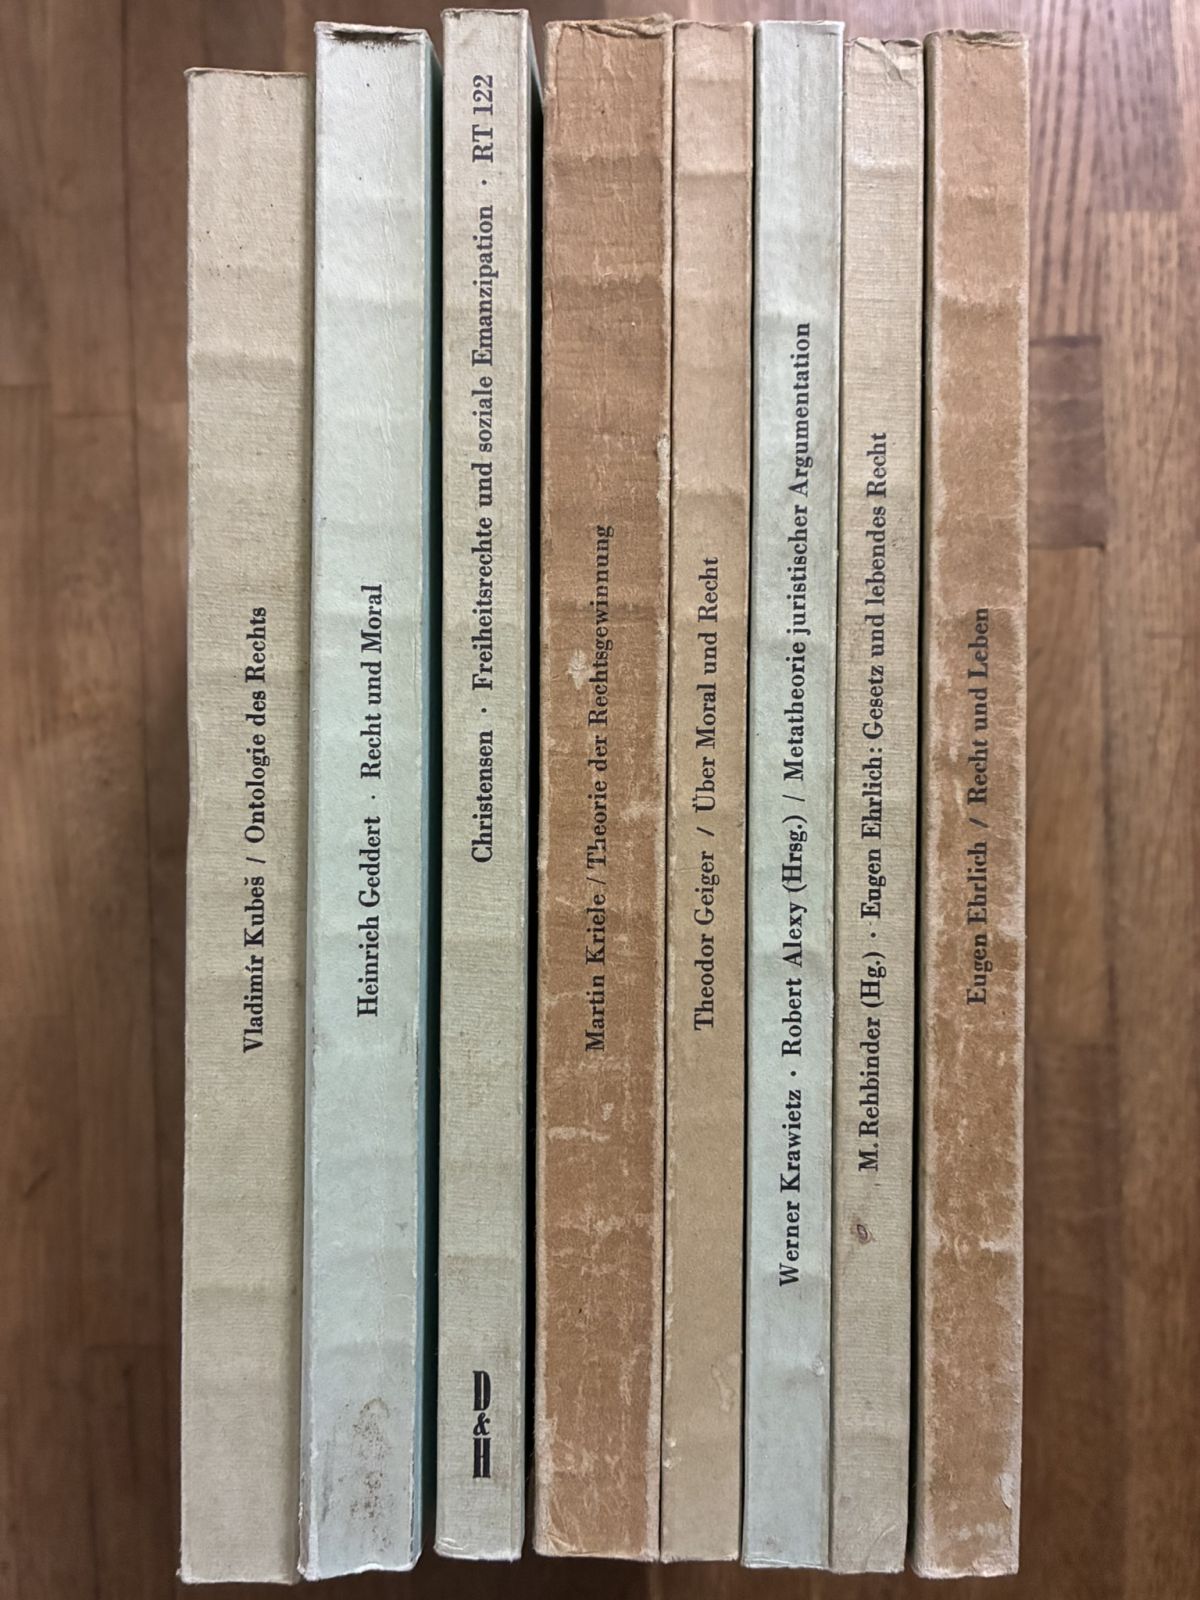 Vladimír Kubeš / Ontologie des Rechts
Heinrich Geddert · Recht und Moral
D&H Christensen · Freiheitsrechte und soziale Emanzipation · RT 122
Martin Kriele / Theorie der Rechtsgewinnung
Theodor Geiger / Über Moral und Recht
Werner Krawietz · Robert Alexy (Hrsg.) / Metatheorie juristischer Argumentation
M. Rehbinder (Hg.) · Eugen Ehrlich: Gesetz und lebendes Recht
Eugen Ehrlich / Recht und Leben